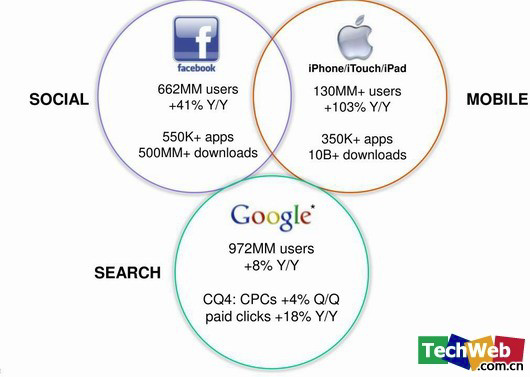 facebook
662MM users
+41% Y/Y
550K+ apps
500MM+ downloads
SOCIAL
iPhone/iTouch/iPad
130MM+ users
+103% Y/Y
350K+ apps
10B+ downloads
MOBILE
Google*
972MM users
+8% Y/Y
CQ4: CPCs +4% Q/Q
paid clicks +18% Y/Y
SEARCH
TechWeb
.com.cn